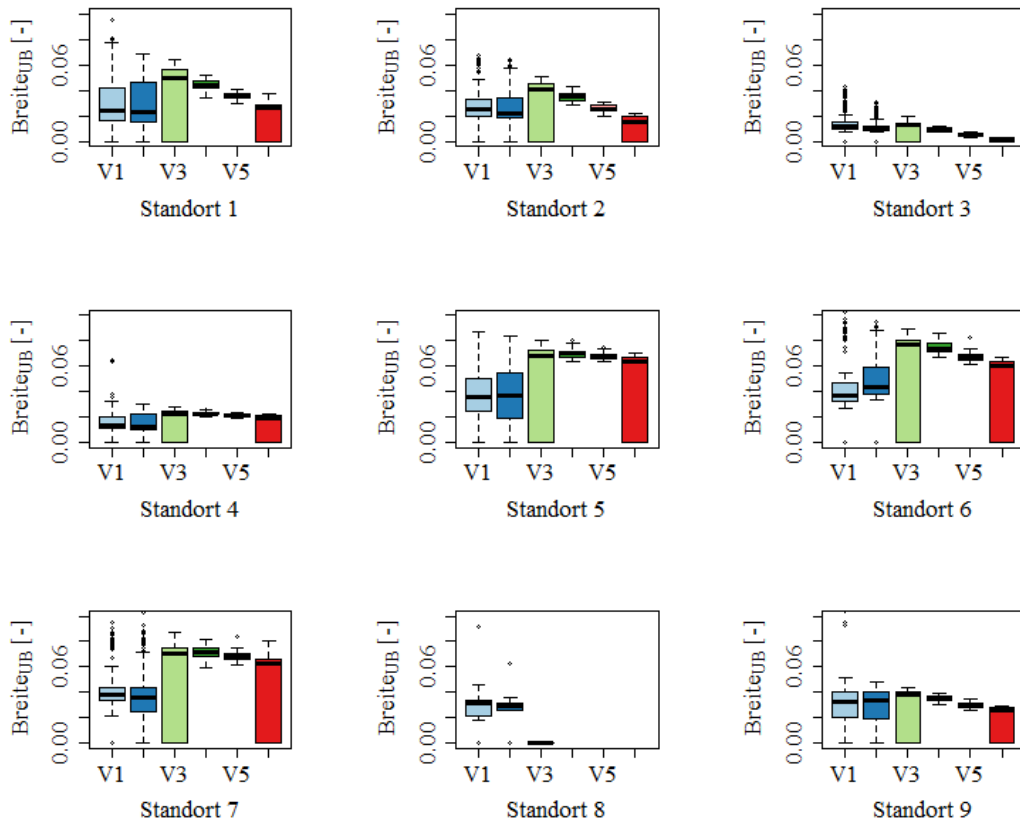 Breite_UB [-]
0.00 0.06
V1 V3 V5
Standort 1
Breite_UB [-]
0.00 0.06
V1 V3 V5
Standort 2
Breite_UB [-]
0.00 0.06
V1 V3 V5
Standort 3
Breite_UB [-]
0.00 0.06
V1 V3 V5
Standort 4
Breite_UB [-]
0.00 0.06
V1 V3 V5
Standort 5
Breite_UB [-]
0.00 0.06
V1 V3 V5
Standort 6
Breite_UB [-]
0.00 0.06
V1 V3 V5
Standort 7
Breite_UB [-]
0.00 0.06
V1 V3 V5
Standort 8
Breite_UB [-]
0.00 0.06
V1 V3 V5
Standort 9